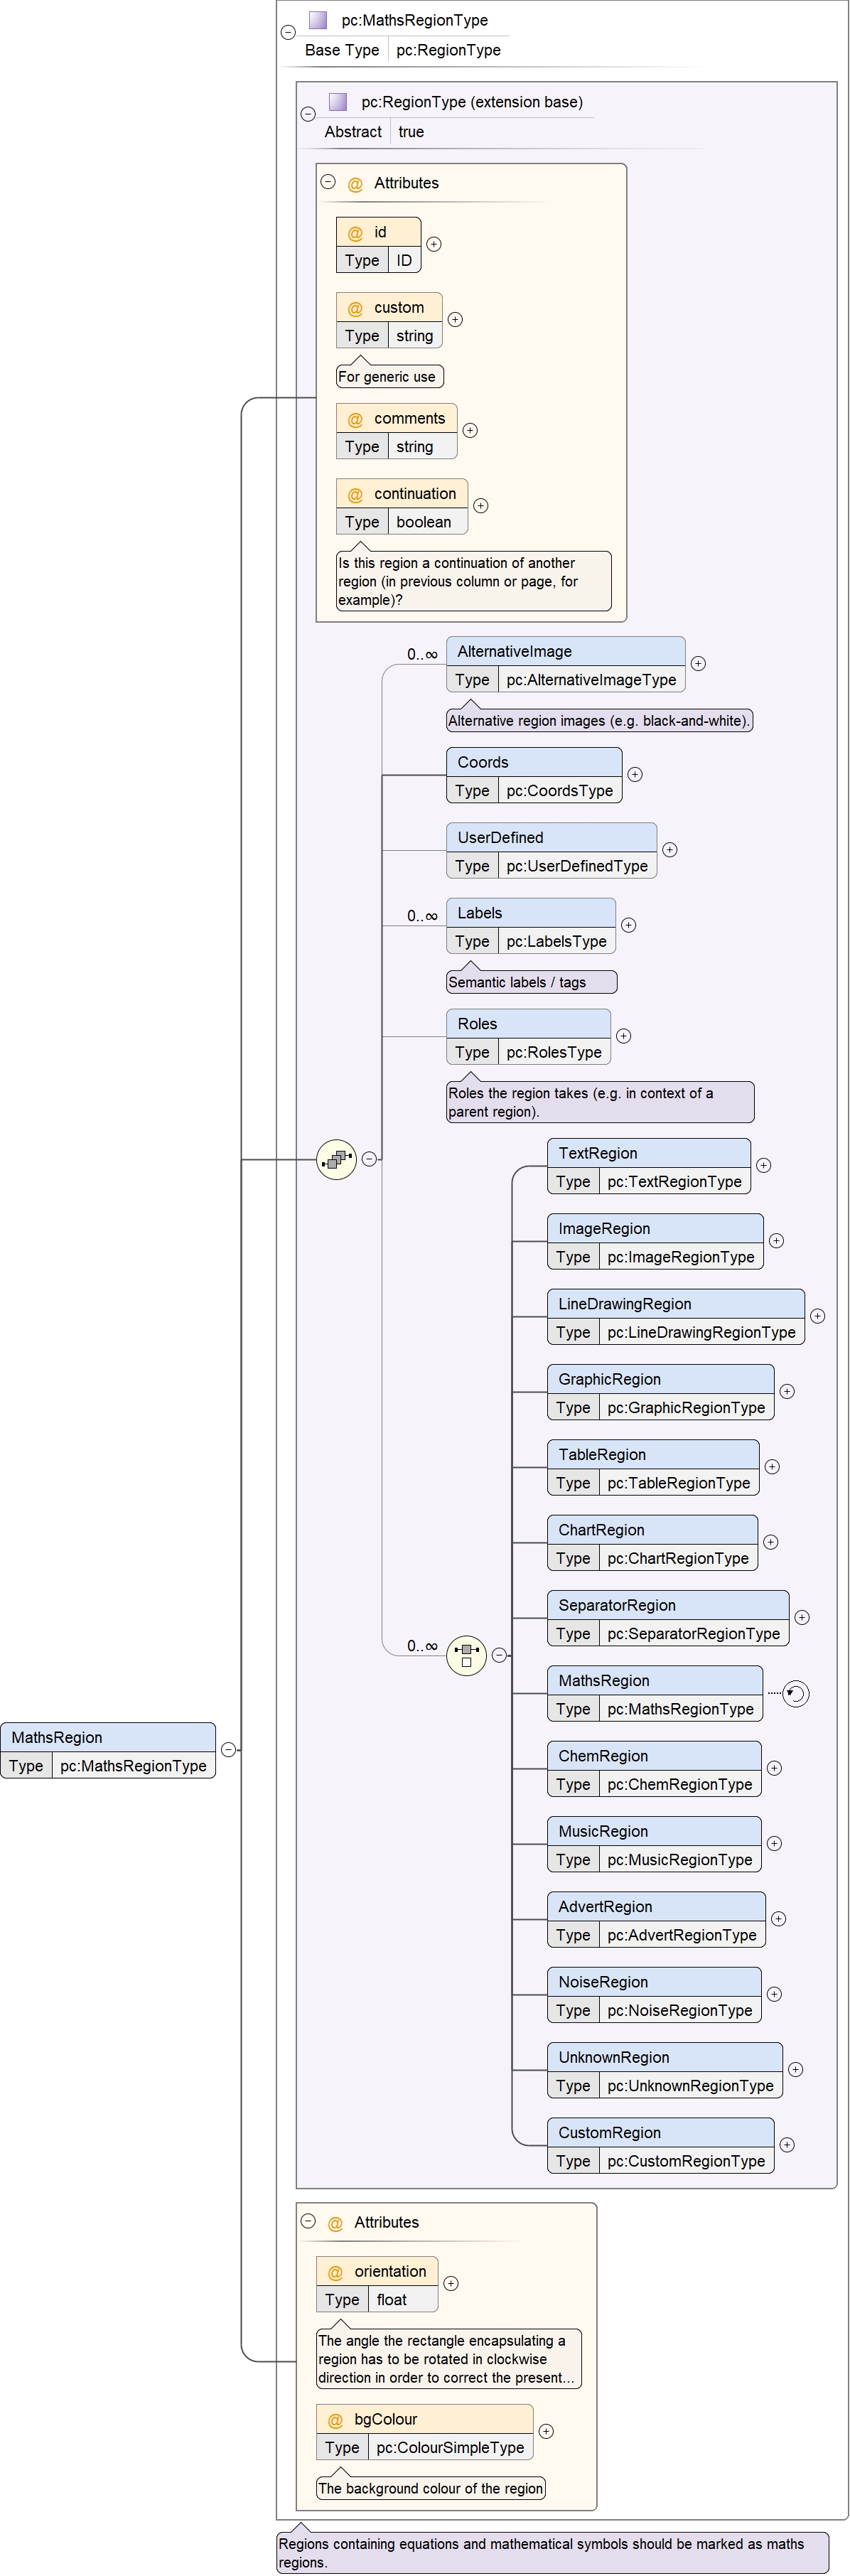 pc:MathsRegionType
Base Type pc:RegionType
pc:RegionType (extension base)
Abstract true
@ Attributes
@ id
Type ID
@ custom
Type string
For generic use
@ comments
Type string
@ continuation
Type boolean
Is this region a continuation of another
region (in previous column or page, for
example)?
0..∞
AlternativeImage
Type pc:AlternativeImageType
Alternative region images (e.g. black-and-white).
Coords
Type pc:CoordsType
UserDefined
Type pc:UserDefinedType
0..∞
Labels
Type pc:LabelsType
Semantic labels / tags
Roles
Type pc:RolesType
Roles the region takes (e.g. in context of a
parent region).
TextRegion
Type pc:TextRegionType
ImageRegion
Type pc:ImageRegionType
LineDrawingRegion
Type pc:LineDrawingRegionType
GraphicRegion
Type pc:GraphicRegionType
TableRegion
Type pc:TableRegionType
ChartRegion
Type pc:ChartRegionType
SeparatorRegion
Type pc:SeparatorRegionType
0..∞
MathsRegion
Type pc:MathsRegionType
MathsRegion
Type pc:MathsRegionType
ChemRegion
Type pc:ChemRegionType
MusicRegion
Type pc:MusicRegionType
AdvertRegion
Type pc:AdvertRegionType
NoiseRegion
Type pc:NoiseRegionType
UnknownRegion
Type pc:UnknownRegionType
CustomRegion
Type pc:CustomRegionType
@ Attributes
@ orientation
Type float
The angle the rectangle encapsulating a
region has to be rotated in clockwise
direction in order to correct the present...
@ bgColour
Type pc:ColourSimpleType
The background colour of the region
Regions containing equations and mathematical symbols should be marked as maths
regions.